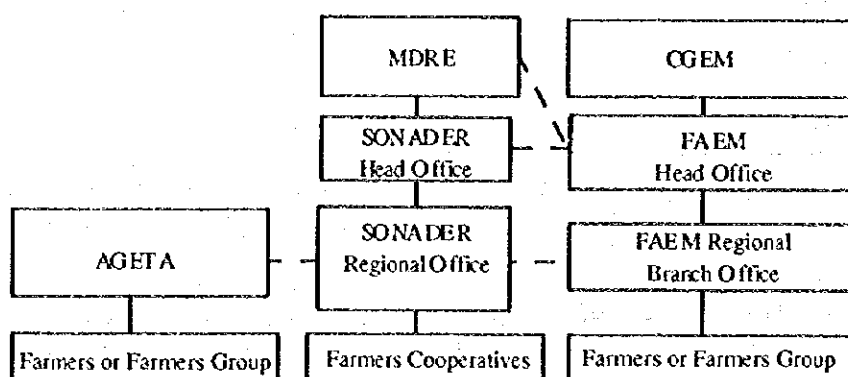 MDRE
CGEM
SONADER
Head Office
FAEM
Head Office
AGETA
SONADER
Regional Office
FAEM Regional
Branch Office
Farmers or Farmers Group
Farmers Cooperatives
Farmers or Farmers Group